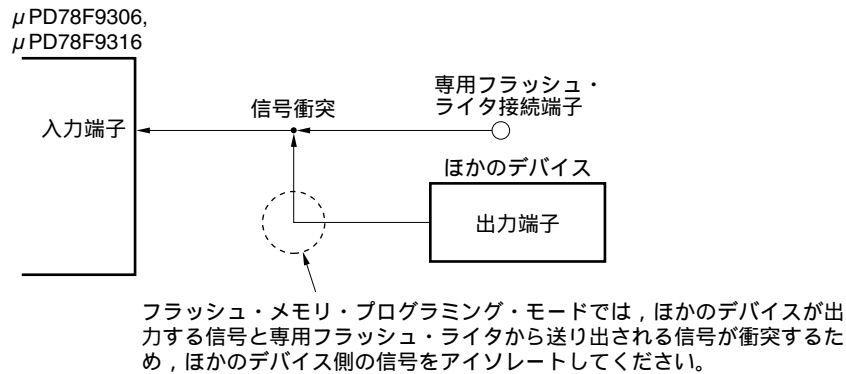 μPD78F9306,
μPD78F9316
入力端子
信号衝突
専用フラッシュ・
ライタ接続端子
ほかのデバイス
出力端子
フラッシュ・メモリ・プログラミング・モードでは，ほかのデバイスが出
力する信号と専用フラッシュ・ライタから送り出される信号が衝突するた
め，ほかのデバイス側の信号をアイソレートしてください。